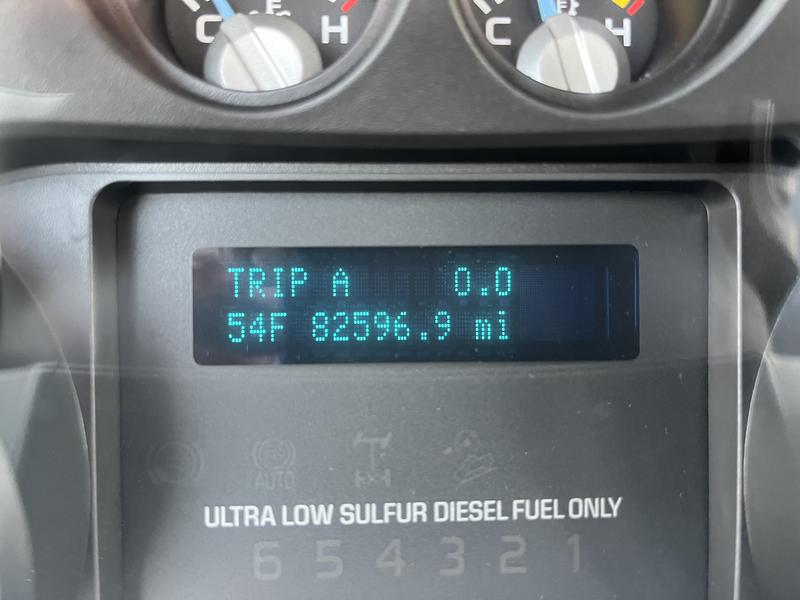 C H C H
TRIP A 0.0
54F 82596.9 mi
AUTO
ULTRA LOW SULFUR DIESEL FUEL ONLY
6 5 4 3 2 1